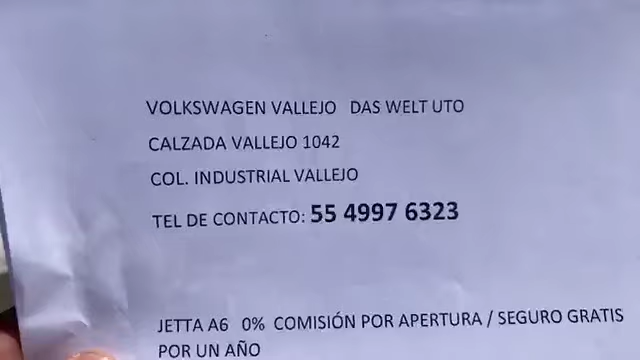 VOLKSWAGEN VALLEJO DAS WELT UTO
CALZADA VALLEJO 1042
COL. INDUSTRIAL VALLEJO
TEL DE CONTACTO: 55 4997 6323
JETTA A6 0% COMISIÓN POR APERTURA / SEGURO GRATIS
POR UN AÑO